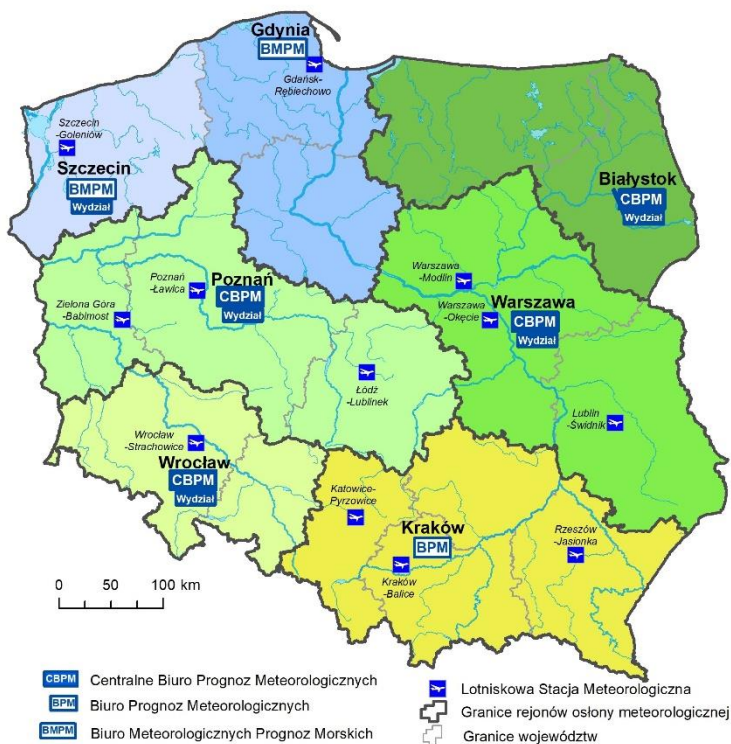 Gdynia
BMPM
Gdańsk-
Rębiechowo
Szczecin
-Goleniów
Szczecin
BMPM
Wydział
Białystok
CBPM
Wydział
Poznań
-Ławica
Poznań
CBPM
Wydział
Zielona Góra
-Babimost
Warszawa
-Modlin
Warszawa
Warszawa
-Okęcie
CBPM
Wydział
Łódź
-Lublinek
Lublin
-Świdnik
Wrocław
-Strachowice
Wrocław
CBPM
Wydział
Katowice-
Pyrzowice
Kraków
BPM
Kraków
-Balice
Rzeszów
-Jasionka
0 50 100 km
CBPM Centralne Biuro Prognoz Meteorologicznych
BPM Biuro Prognoz Meteorologicznych
BMPM Biuro Meteorologicznych Prognoz Morskich
Lotniskowa Stacja Meteorologiczna
Granice rejonów osłony meteorologicznej
Granice województw